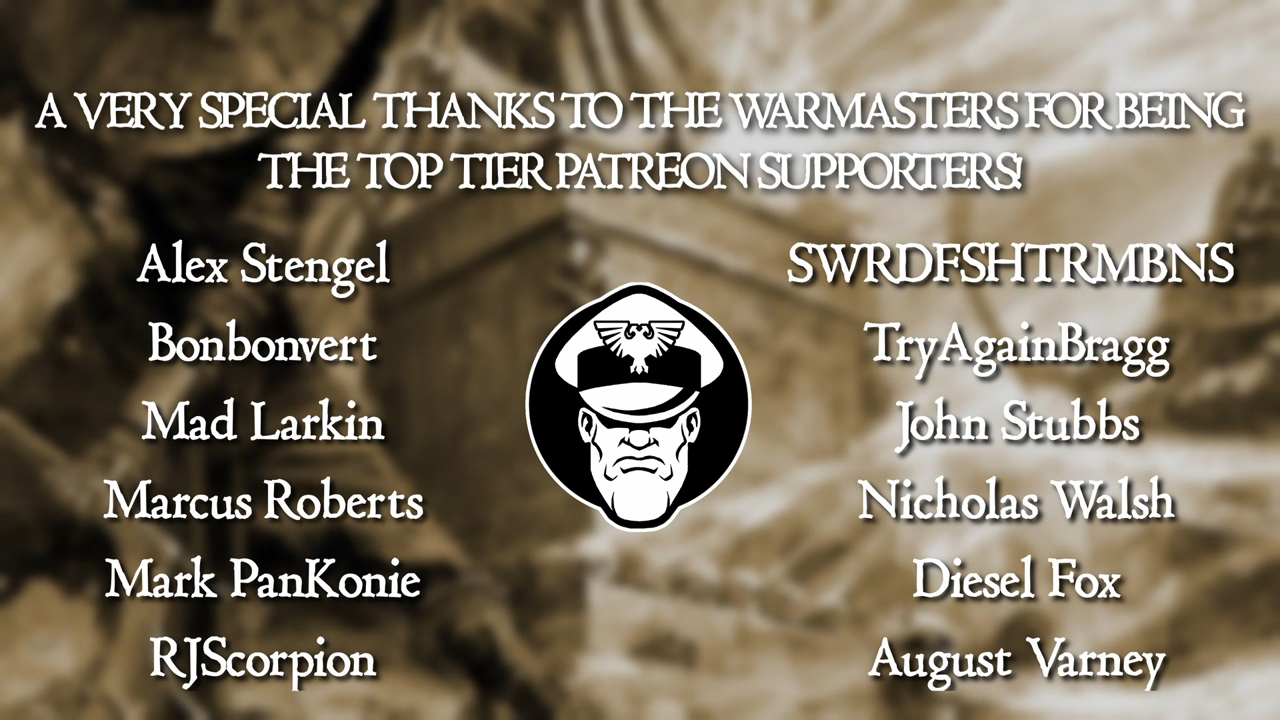 A VERY SPECIAL THANKS TO THE WARMASTERS FOR BEING
THE TOP TIER PATREON SUPPORTERS!
Alex Stengel
Bonbonvert
Mad Larkin
Marcus Roberts
Mark PanKonie
RJScorpion
SWRDFSHTRMBNS
TryAgainBragg
John Stubbs
Nicholas Walsh
Diesel Fox
August Varney